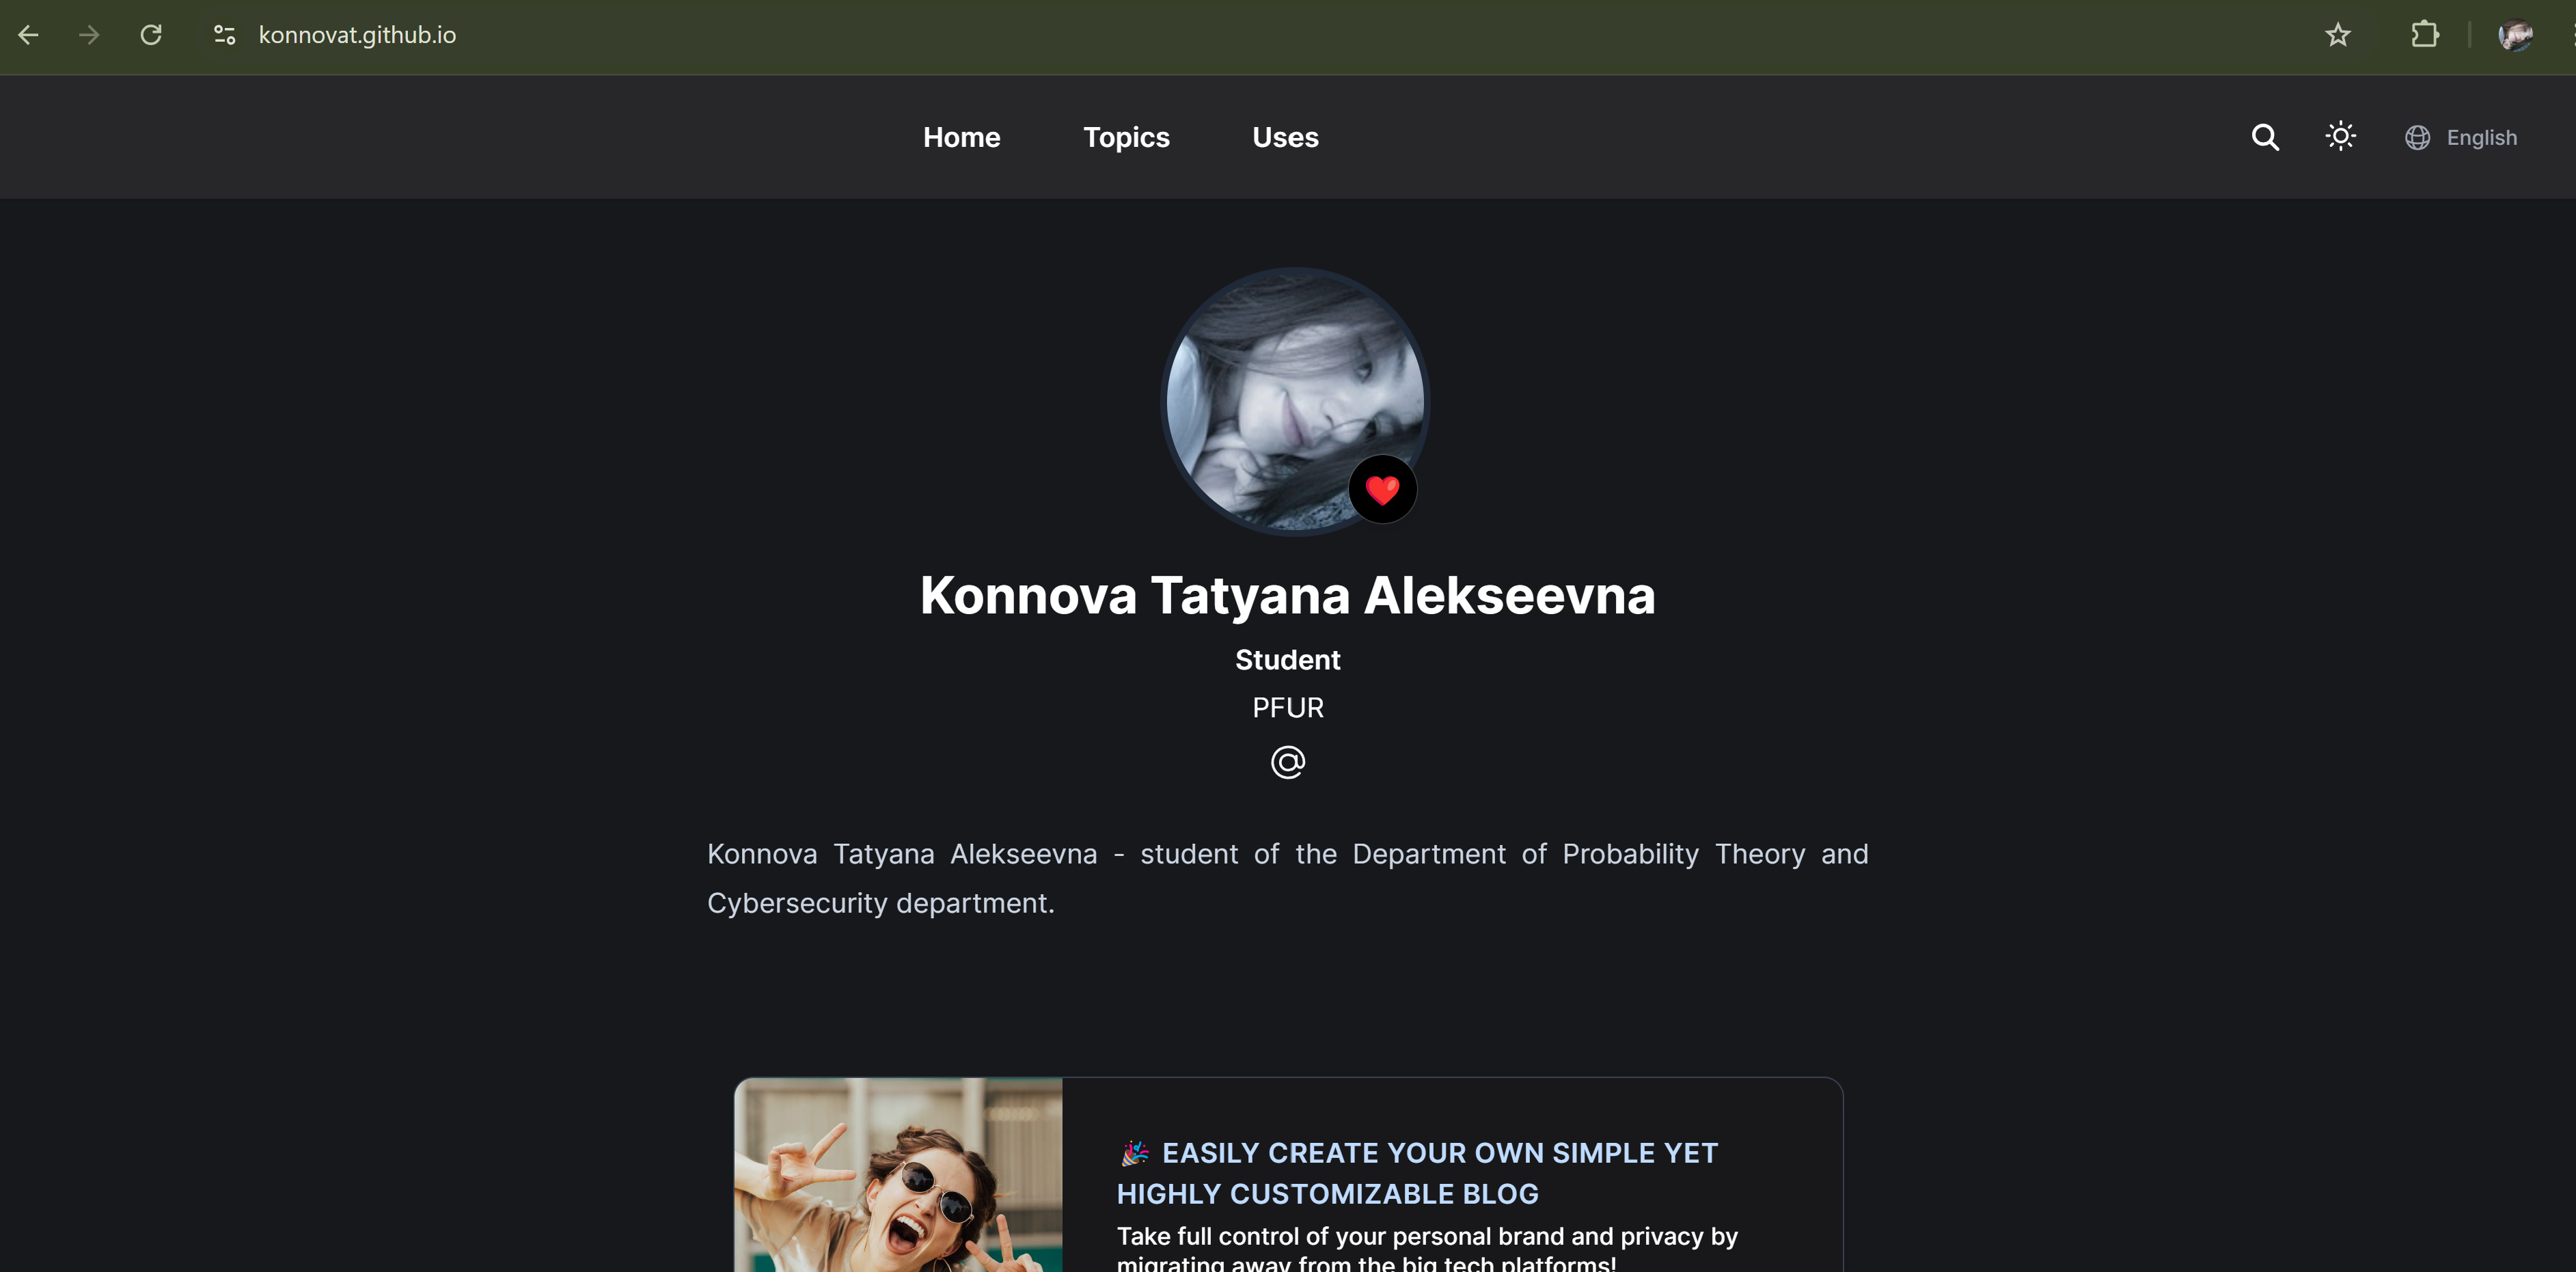 konnovat.github.io
Home Topics Uses English
Konnova Tatyana Alekseevna
Student
PFUR
Konnova Tatyana Alekseevna - student of the Department of Probability Theory and
Cybersecurity department.
🎉 EASILY CREATE YOUR OWN SIMPLE YET
HIGHLY CUSTOMIZABLE BLOG
Take full control of your personal brand and privacy by
migrating away from the big tech platforms!